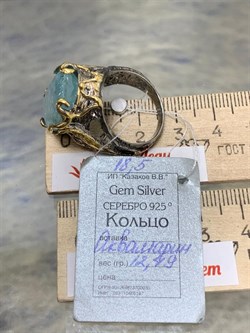 18,5
ИП "Казаков В.В."
Gem Silver
СЕРЕБРО 925°
Кольцо
вставка
Аквамарин
вес (гр.) 12,49
цена
ГОСТ